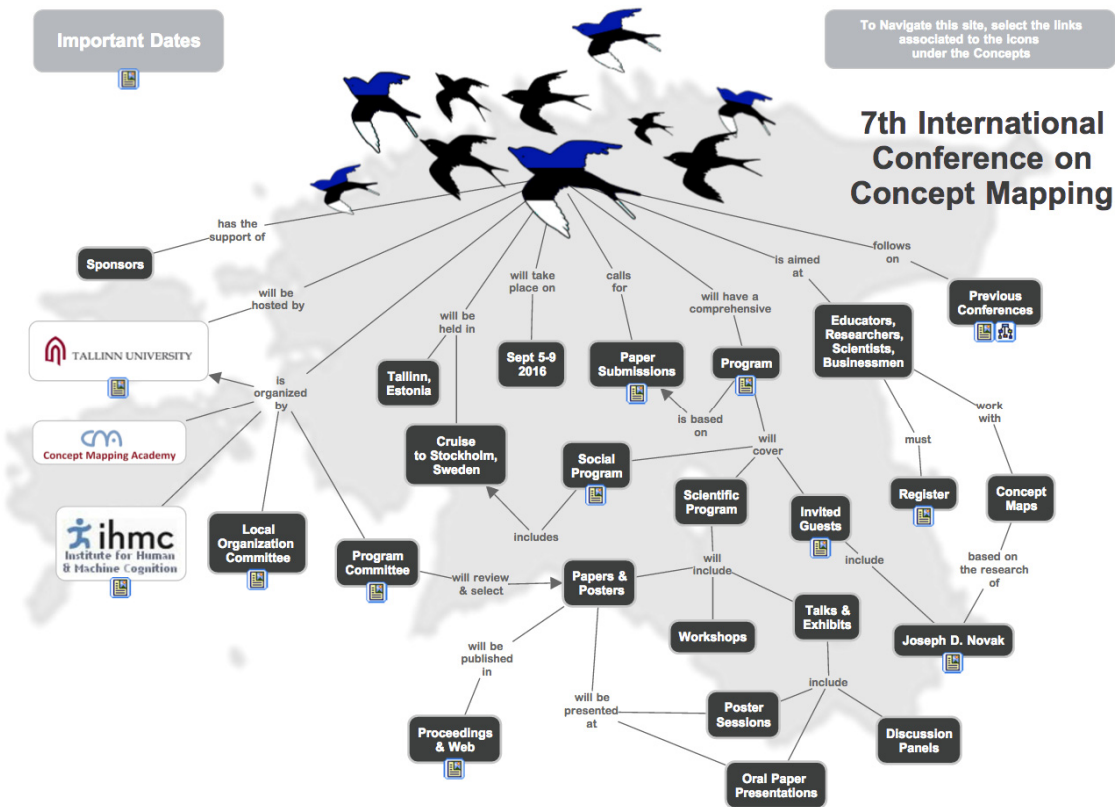 Important Dates
To Navigate this site, select the links
associated to the Icons
under the Concepts
7th International
Conference on
Concept Mapping
has the
support of
Sponsors
will be
hosted by
TALLINN UNIVERSITY
is
organized
by
CMA
Concept Mapping Academy
ihmc
Institute for Human
& Machine Cognition
Local
Organization
Committee
Program
Committee
will be
held in
Tallinn,
Estonia
Cruise
to Stockholm,
Sweden
will take
place on
Sept 5-9
2016
calls
for
Paper
Submissions
will have a
comprehensive
Program
is based
on
is aimed
at
Educators,
Researchers,
Scientists,
Businessmen
follows
on
Previous
Conferences
will
cover
Social
Program
includes
Scientific
Program
Invited
Guests
must
Register
work
with
Concept
Maps
based on
the research
of
include
Joseph D. Novak
will review
& select
Papers &
Posters
will
include
Workshops
Talks &
Exhibits
will be
published
in
Proceedings
& Web
will be
presented
at
include
Poster
Sessions
Discussion
Panels
Oral Paper
Presentations